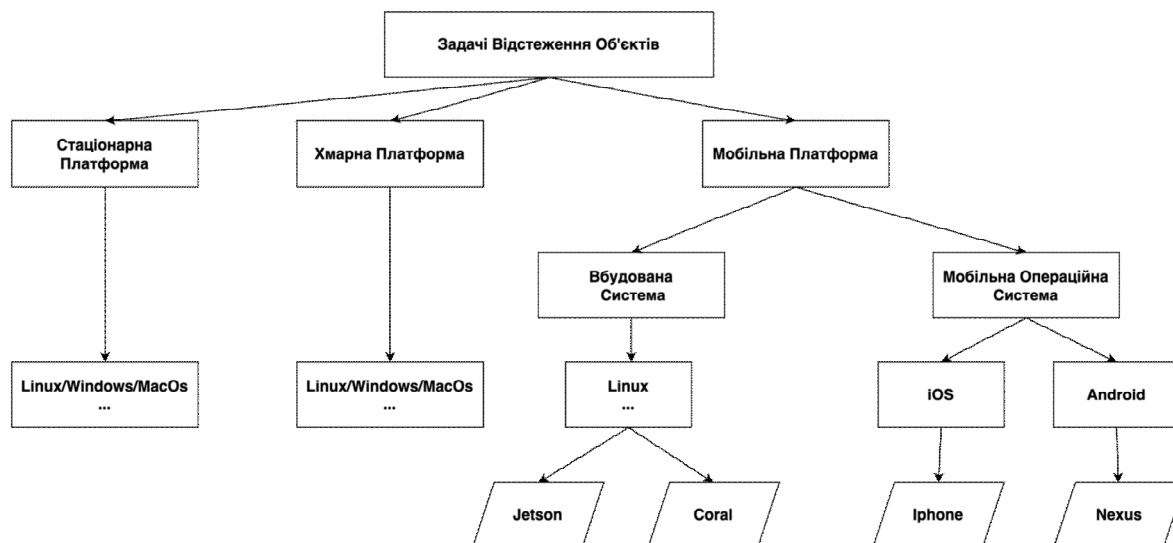 Задачі Відстеження Об'єктів
Стаціонарна
Платформа
Хмарна Платформа
Мобільна Платформа
Вбудована
Система
Мобільна Операційна
Система
Linux/Windows/MacOs
...
Linux/Windows/MacOs
...
Linux
...
iOS
Android
Jetson
Coral
Iphone
Nexus